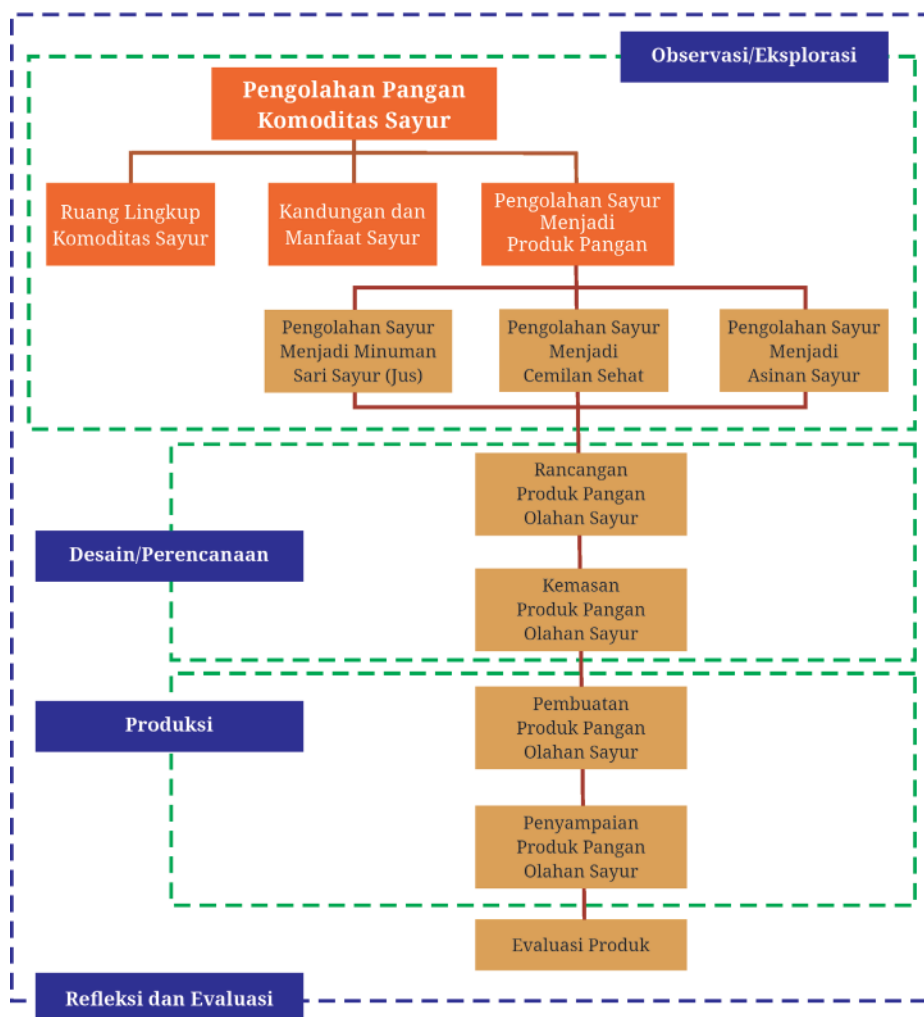 Observasi/Eksplorasi
Pengolahan Pangan
Komoditas Sayur
Ruang Lingkup
Komoditas Sayur
Kandungan dan
Manfaat Sayur
Pengolahan Sayur
Menjadi
Produk Pangan
Pengolahan Sayur
Menjadi Minuman
Sari Sayur (Jus)
Pengolahan Sayur
Menjadi
Cemilan Sehat
Pengolahan Sayur
Menjadi
Asinan Sayur
Rancangan
Produk Pangan
Olahan Sayur
Desain/Perencanaan
Kemasan
Produk Pangan
Olahan Sayur
Produksi
Pembuatan
Produk Pangan
Olahan Sayur
Penyampaian
Produk Pangan
Olahan Sayur
Evaluasi Produk
Refleksi dan Evaluasi